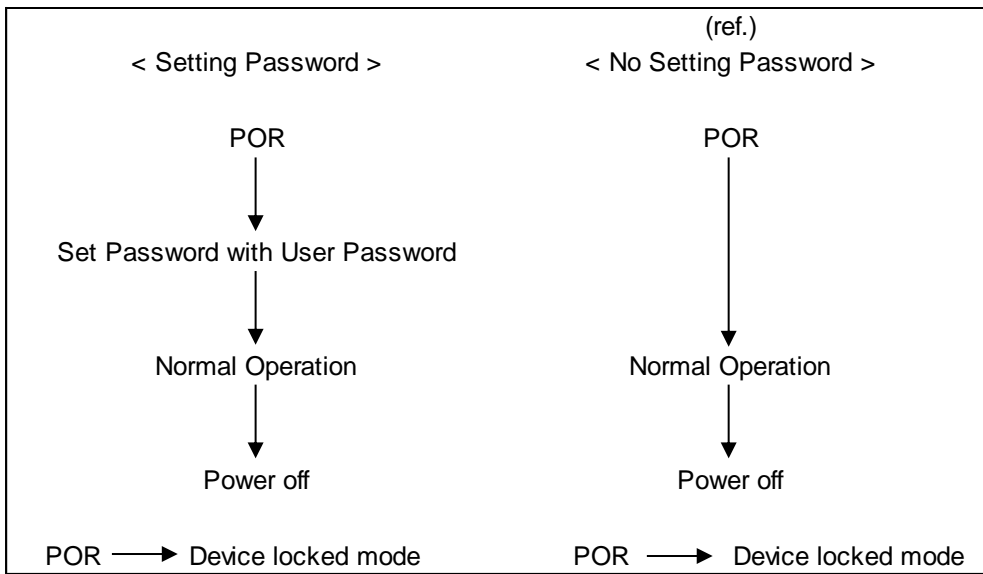 (ref.)
< Setting Password >
< No Setting Password >
POR
POR
Set Password with User Password
Normal Operation
Normal Operation
Power off
Power off
POR Device locked mode
POR Device locked mode